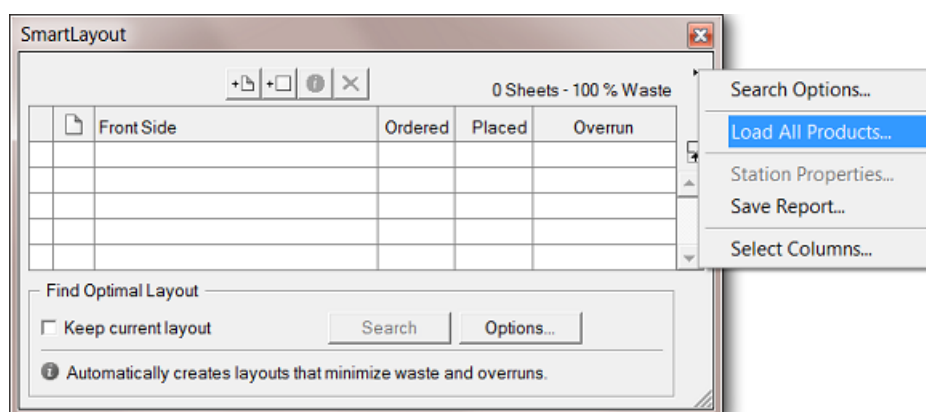 SmartLayout
0 Sheets - 100 % Waste
Front Side Ordered Placed Overrun
Search Options...
Load All Products...
Station Properties...
Save Report...
Select Columns...
Find Optimal Layout
Keep current layout Search Options...
Automatically creates layouts that minimize waste and overruns.